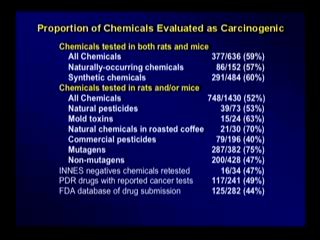 Proportion of Chemicals Evaluated as Carcinogenic
Chemicals tested in both rats and mice
All Chemicals 377/636 (59%)
Naturally-occurring chemicals 86/152 (57%)
Synthetic chemicals 291/484 (60%)
Chemicals tested in rats and/or mice
All Chemicals 748/1430 (52%)
Natural pesticides 39/73 (53%)
Mold toxins 15/24 (63%)
Natural chemicals in roasted coffee 21/30 (70%)
Commercial pesticides 79/196 (40%)
Mutagens 287/382 (75%)
Non-mutagens 200/428 (47%)
INNES negatives chemicals retested 16/34 (47%)
PDR drugs with reported cancer tests 117/241 (49%)
FDA database of drug submission 125/282 (44%)